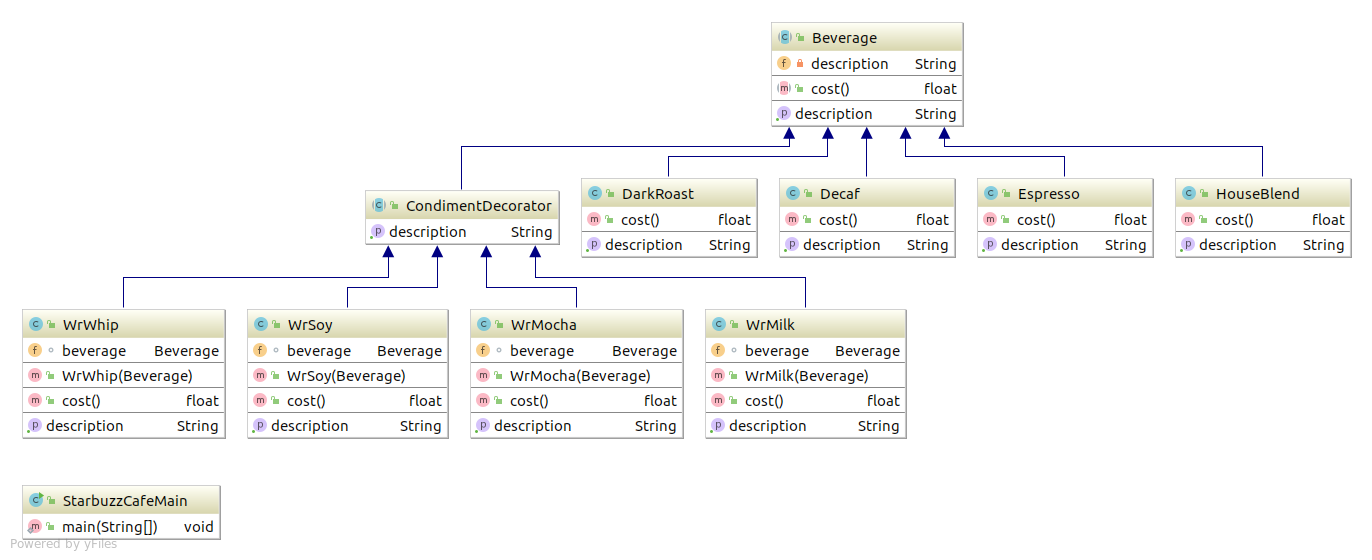 Beverage
description String
cost() float
description String
CondimentDecorator
description String
DarkRoast
cost() float
description String
Decaf
cost() float
description String
Espresso
cost() float
description String
HouseBlend
cost() float
description String
WrWhip
beverage Beverage
WrWhip(Beverage)
cost() float
description String
WrSoy
beverage Beverage
WrSoy(Beverage)
cost() float
description String
WrMocha
beverage Beverage
WrMocha(Beverage)
cost() float
description String
WrMilk
beverage Beverage
WrMilk(Beverage)
cost() float
description String
StarbuzzCafeMain
main(String[]) void
Powered by yFiles